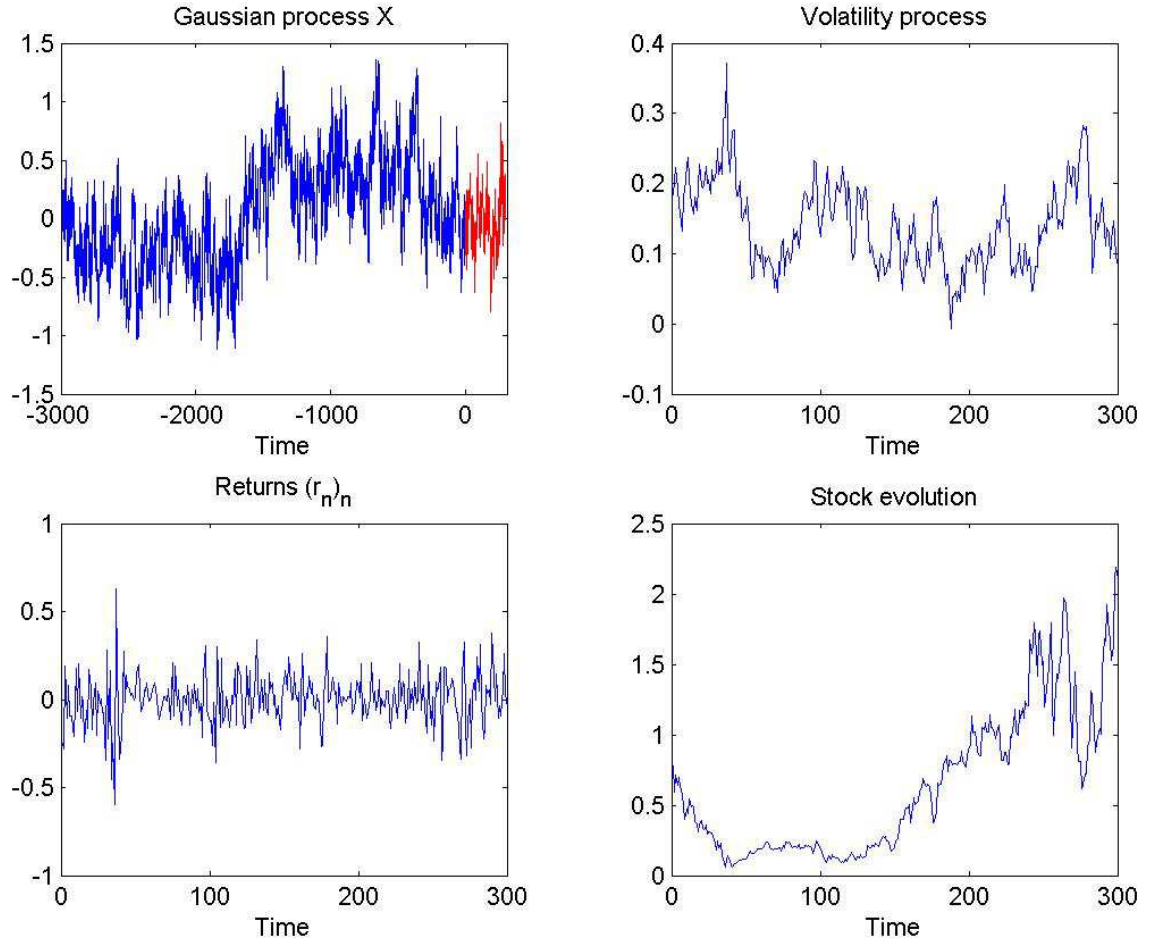 Gaussian process X
1.5
1
0.5
0
-0.5
-1
-1.5
-3000 -2000 -1000 0
Time
Volatility process
0.4
0.3
0.2
0.1
0
-0.1
0 100 200 300
Time
Returns (r_n)_n
1
0.5
0
-0.5
-1
0 100 200 300
Time
Stock evolution
2.5
2
1.5
1
0.5
0
0 100 200 300
Time